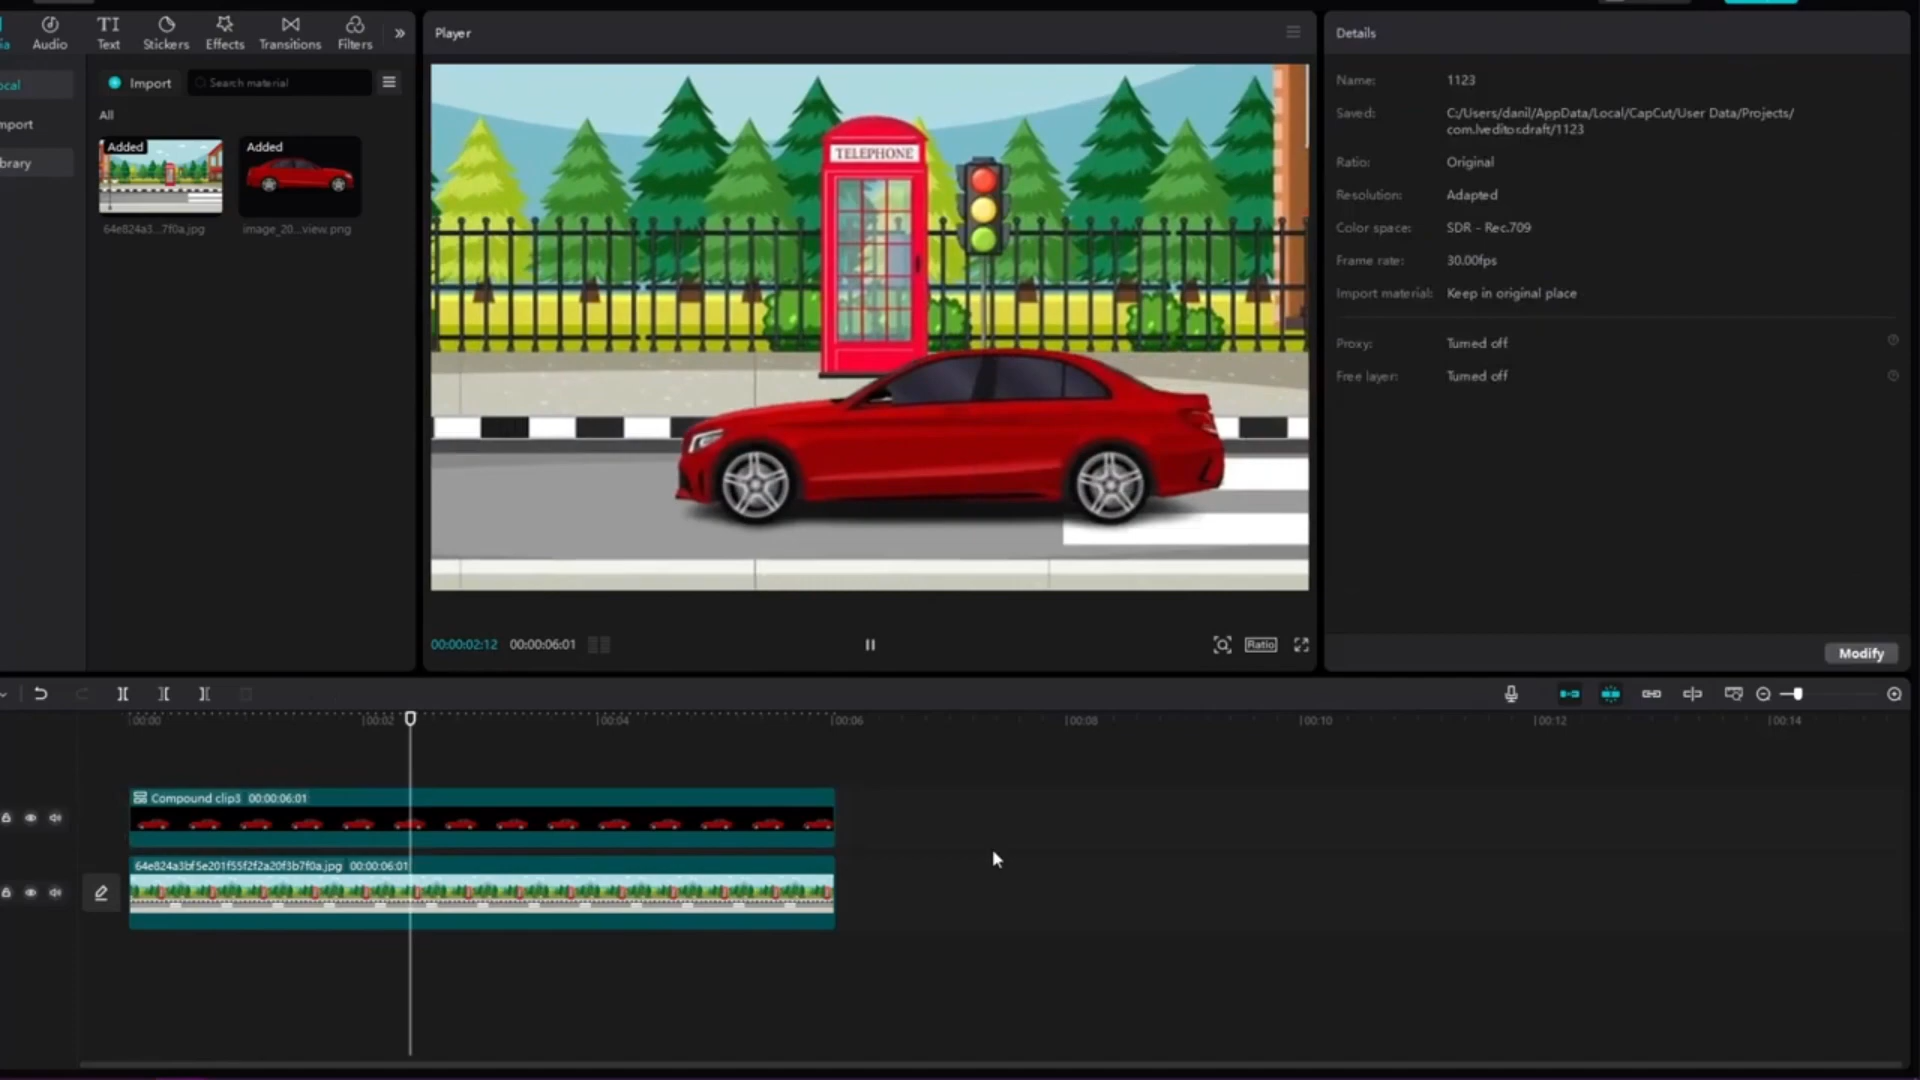 Audio
TI
Text
Stickers
Effects
Transitions
Filters
Import
Search material
All
Added
64e824a3...7f0a.jpg
Added
image_20...view.png
Player
TELEPHONE
00:00:02:12 00:00:06:01
Ratio
Details
Name: 1123
Saved: C:/Users/danil/AppData/Local/CapCut/User Data/Projects/
com.lveditor.draft/1123
Ratio: Original
Resolution: Adapted
Color space: SDR - Rec.709
Frame rate: 30.00fps
Import material: Keep in original place
Proxy: Turned off
Free layer: Turned off
Modify
00:00 00:02 00:04 00:06 00:08 00:10 00:12 00:14
Compound clip3 00:00:06:01
64e824a3bf5e201f55f2f2a20f3b7f0a.jpg 00:00:06:01